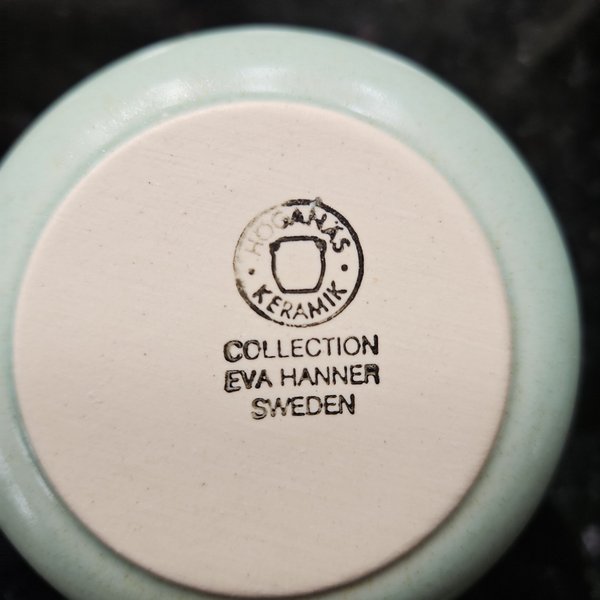 HÖGANÄS
KERAMIK
COLLECTION
EVA HANNER
SWEDEN